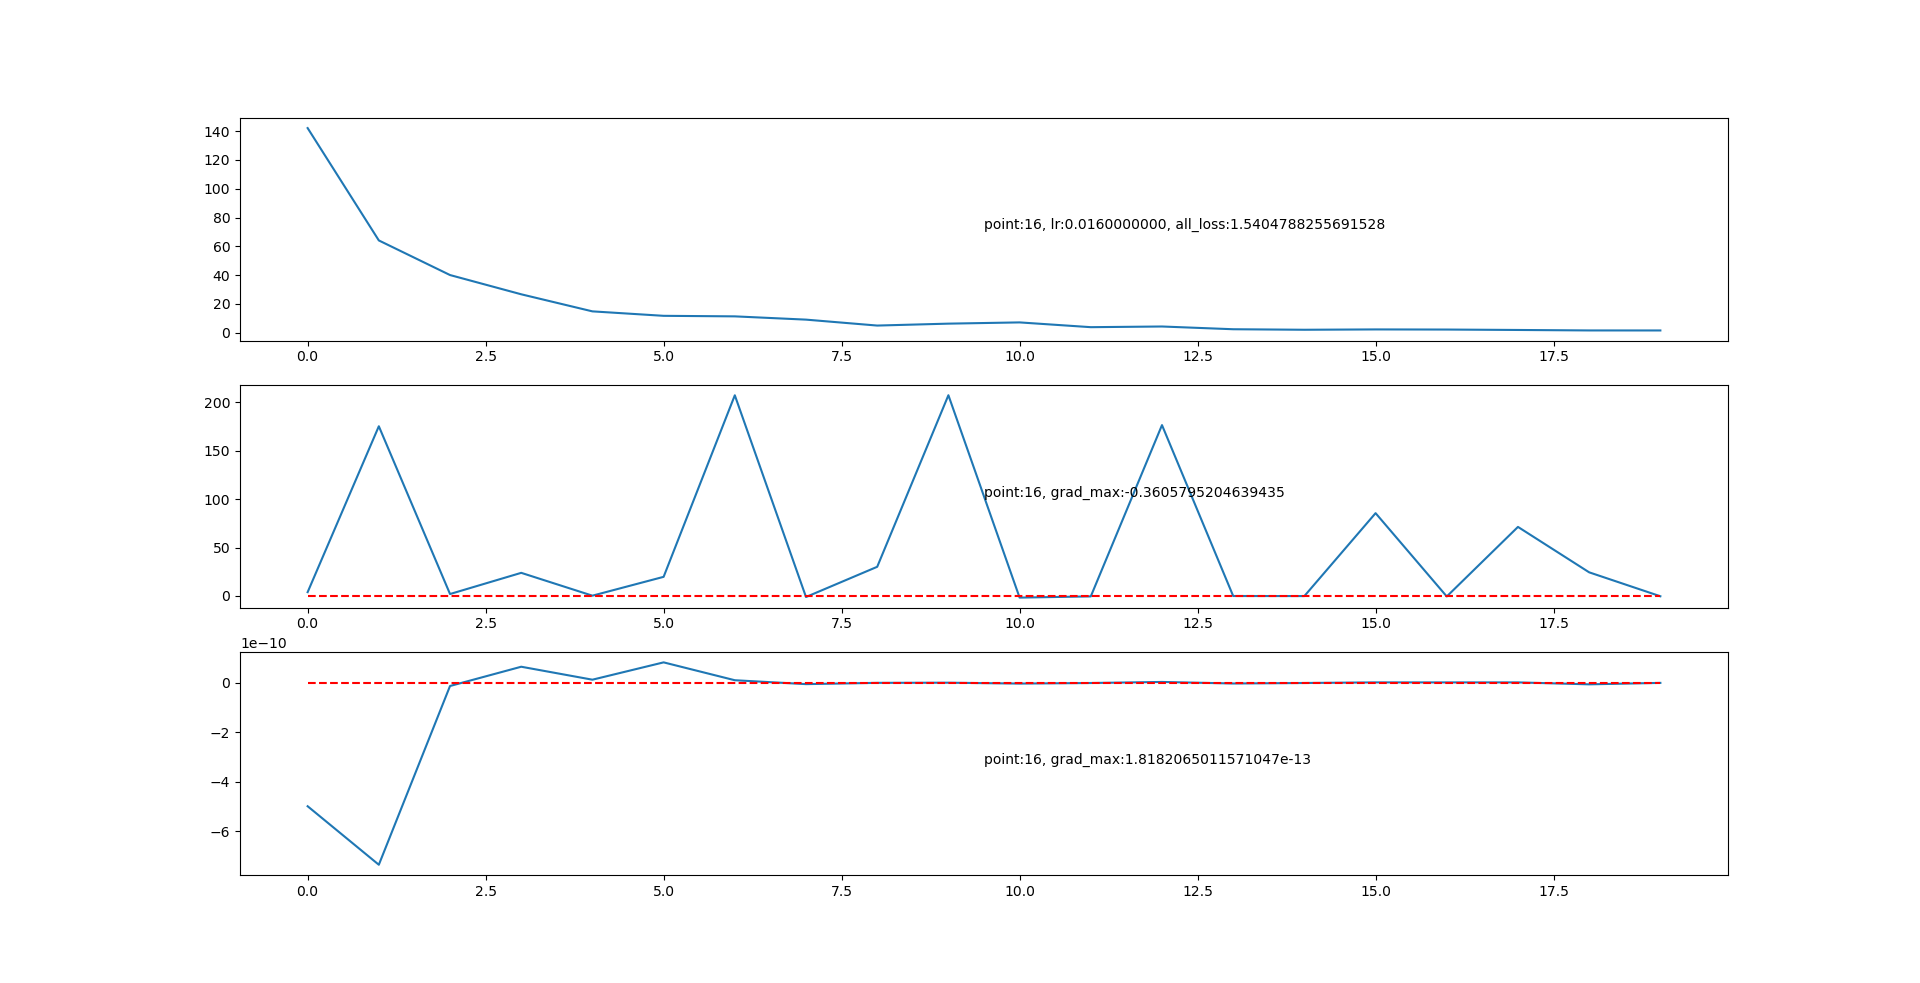 140
120
100
80
60
40
20
0
point:16, lr:0.0160000000, all_loss:1.5404788255691528
0.0 2.5 5.0 7.5 10.0 12.5 15.0 17.5
200
150
100
50
0
point:16, grad_max:-0.3605795204639435
0.0 2.5 5.0 7.5 10.0 12.5 15.0 17.5
1e−10
0
−2
−4
−6
point:16, grad_max:1.8182065011571047e-13
0.0 2.5 5.0 7.5 10.0 12.5 15.0 17.5